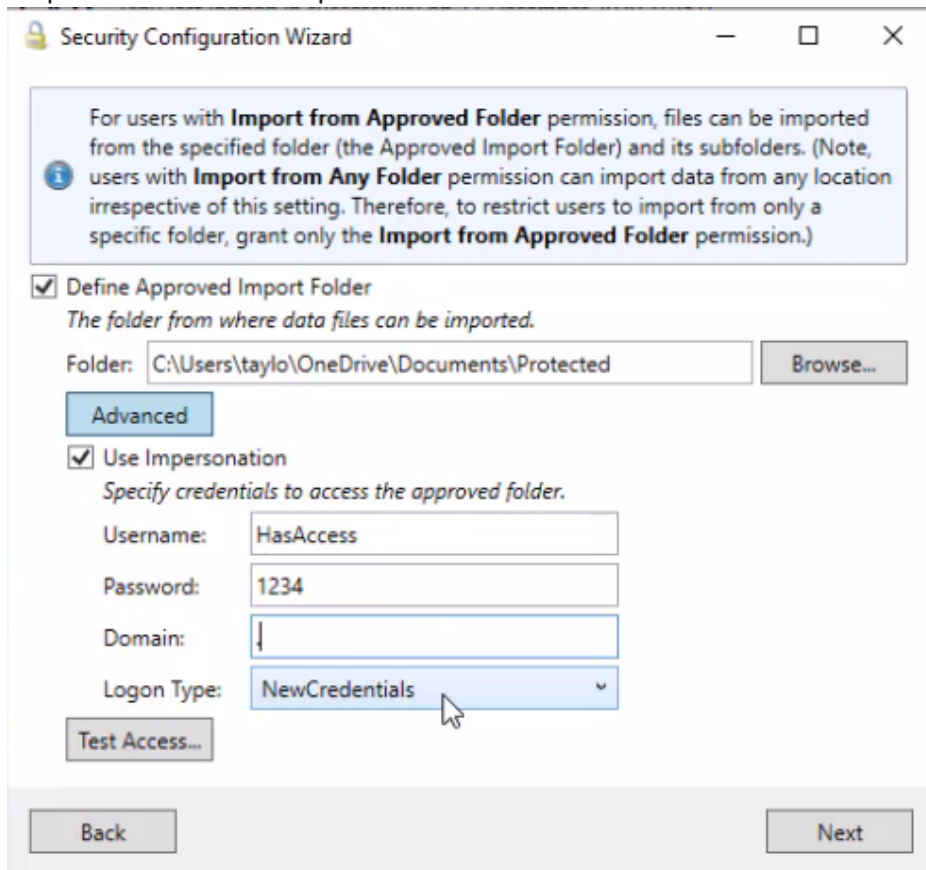 Security Configuration Wizard
For users with Import from Approved Folder permission, files can be imported
from the specified folder (the Approved Import Folder) and its subfolders. (Note,
users with Import from Any Folder permission can import data from any location
irrespective of this setting. Therefore, to restrict users to import from only a
specific folder, grant only the Import from Approved Folder permission.)
Define Approved Import Folder
The folder from where data files can be imported.
Folder: C:\Users\taylo\OneDrive\Documents\Protected Browse...
Advanced
Use Impersonation
Specify credentials to access the approved folder.
Username: HasAccess
Password: 1234
Domain: .
Logon Type: NewCredentials
Test Access...
Back Next